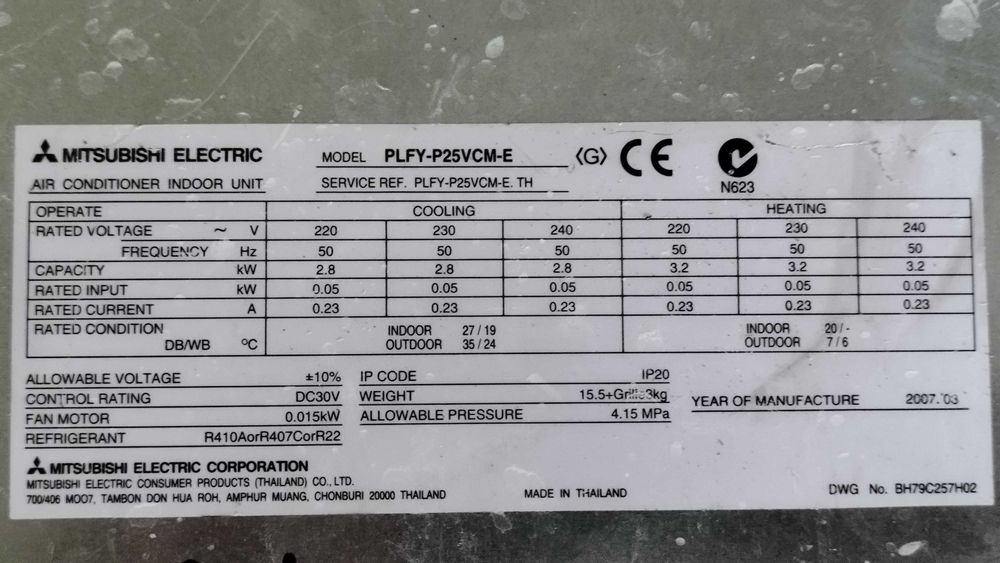 MITSUBISHI ELECTRIC MODEL PLFY-P25VCM-E <G> CE
AIR CONDITIONER INDOOR UNIT SERVICE REF. PLFY-P25VCM-E. TH N623
OPERATE COOLING HEATING
RATED VOLTAGE ~ V 220 230 240 220 230 240
FREQUENCY Hz 50 50 50 50 50 50
CAPACITY kW 2.8 2.8 2.8 3.2 3.2 3.2
RATED INPUT kW 0.05 0.05 0.05 0.05 0.05 0.05
RATED CURRENT A 0.23 0.23 0.23 0.23 0.23 0.23
RATED CONDITION INDOOR 27/19 INDOOR 20/-
DB/WB ºC OUTDOOR 35/24 OUTDOOR 7/6
ALLOWABLE VOLTAGE ±10% IP CODE IP20
CONTROL RATING DC30V WEIGHT 15.5+Grille3kg YEAR OF MANUFACTURE 2007.03
FAN MOTOR 0.015kW ALLOWABLE PRESSURE 4.15 MPa
REFRIGERANT R410AorR407CorR22
MITSUBISHI ELECTRIC CORPORATION
MITSUBISHI ELECTRIC CONSUMER PRODUCTS (THAILAND) CO., LTD.
700/406 MOO7, TAMBON DON HUA ROH, AMPHUR MUANG, CHONBURI 20000 THAILAND MADE IN THAILAND DWG No. BH79C257H02